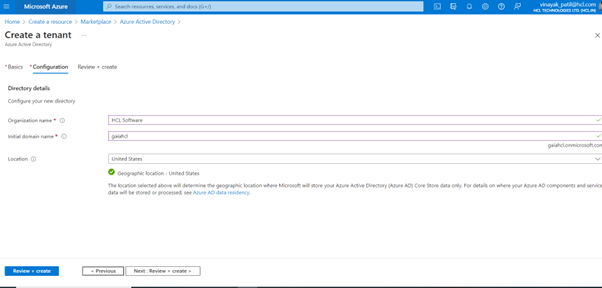 Microsoft Azure
Search resources, services, and docs (G+/)
vinayak_patil@hcl.com
HCL TECHNOLOGIES LTD. (HCL.IN)
Home > Create a resource > Marketplace > Azure Active Directory >
Create a tenant ...
Azure Active Directory
* Basics * Configuration Review + create
Directory details
Configure your new directory
Organization name *
HCL Software
Initial domain name *
gaiahcl
gaiahcl.onmicrosoft.com
Location
United States
Geographic location - United States
The location selected above will determine the geographic location where Microsoft will store your Azure Active Directory (Azure AD) Core Store data only. For details on where your Azure AD components and service
data will be stored or processed, see Azure AD data residency.
Review + create
< Previous
Next : Review + create >